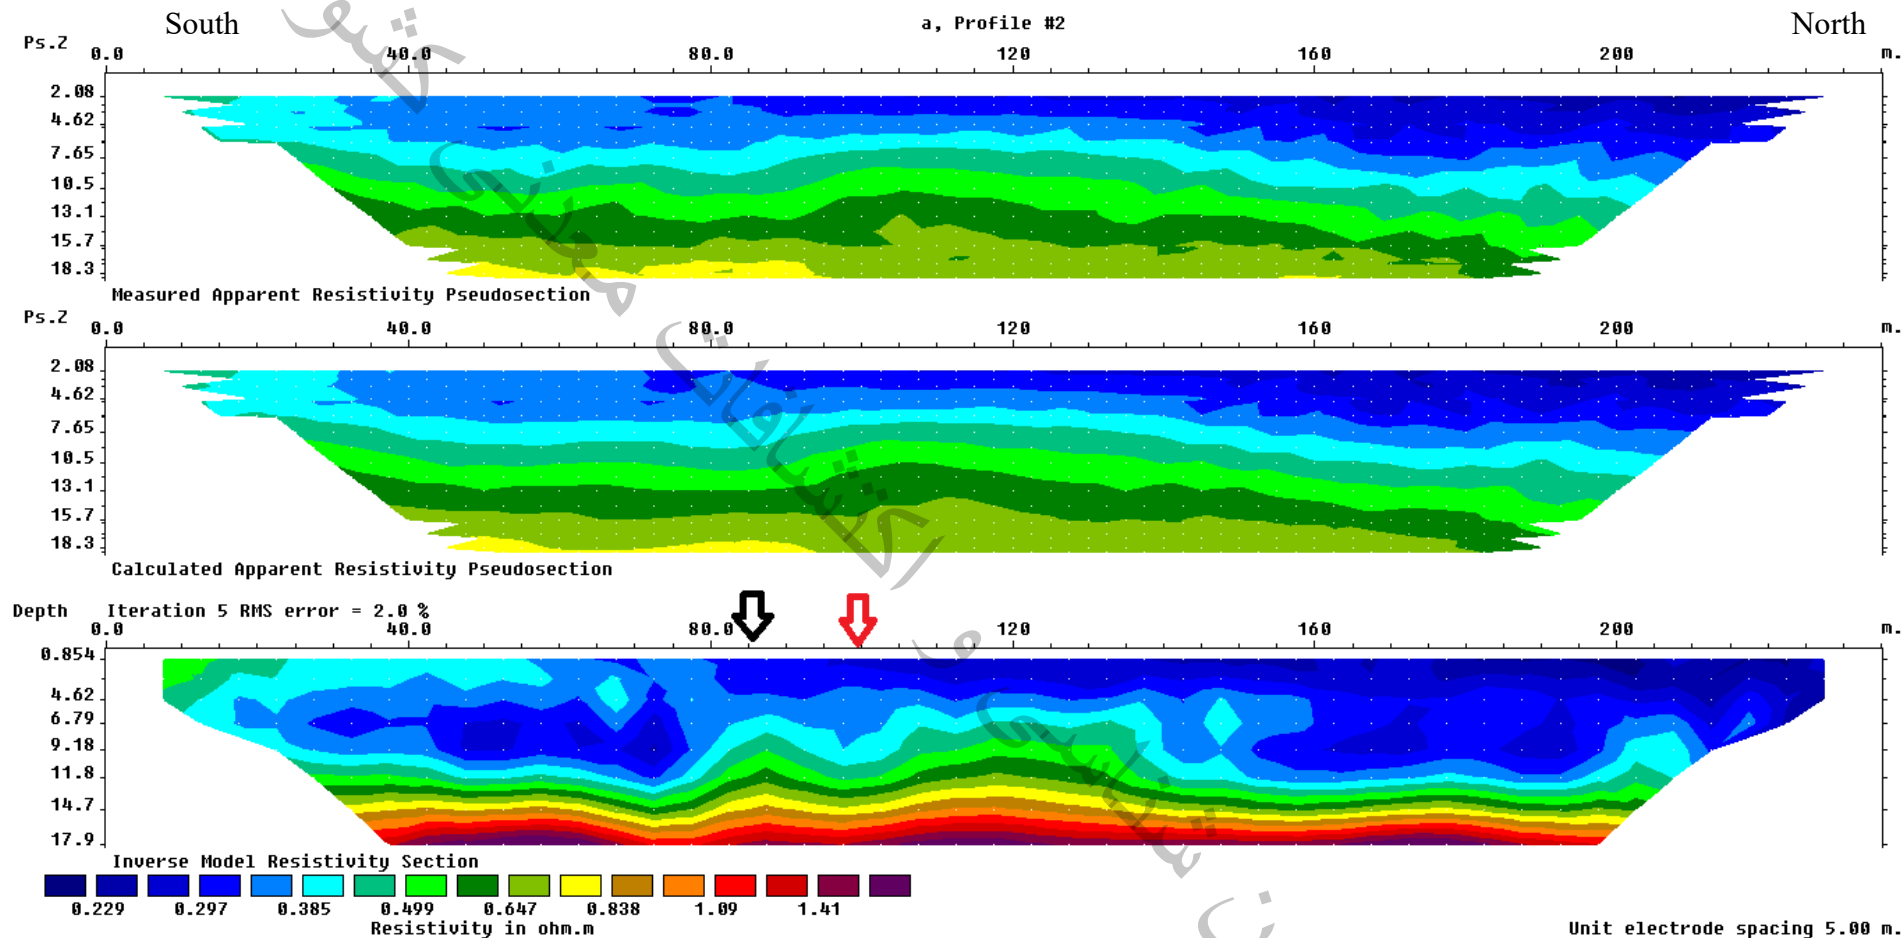 South a, Profile #2 North
Ps.Z 0.0 40.0 80.0 120 160 200 m.
2.08
4.62
7.65
10.5
13.1
15.7
18.3
Measured Apparent Resistivity Pseudosection
Ps.Z 0.0 40.0 80.0 120 160 200 m.
2.08
4.62
7.65
10.5
13.1
15.7
18.3
Calculated Apparent Resistivity Pseudosection
Depth Iteration 5 RMS error = 2.0 %
0.0 40.0 80.0 120 160 200 m.
0.854
4.62
6.79
9.18
11.8
14.7
17.9
Inverse Model Resistivity Section
0.229 0.297 0.385 0.499 0.647 0.838 1.09 1.41
Resistivity in ohm.m
Unit electrode spacing 5.00 m.